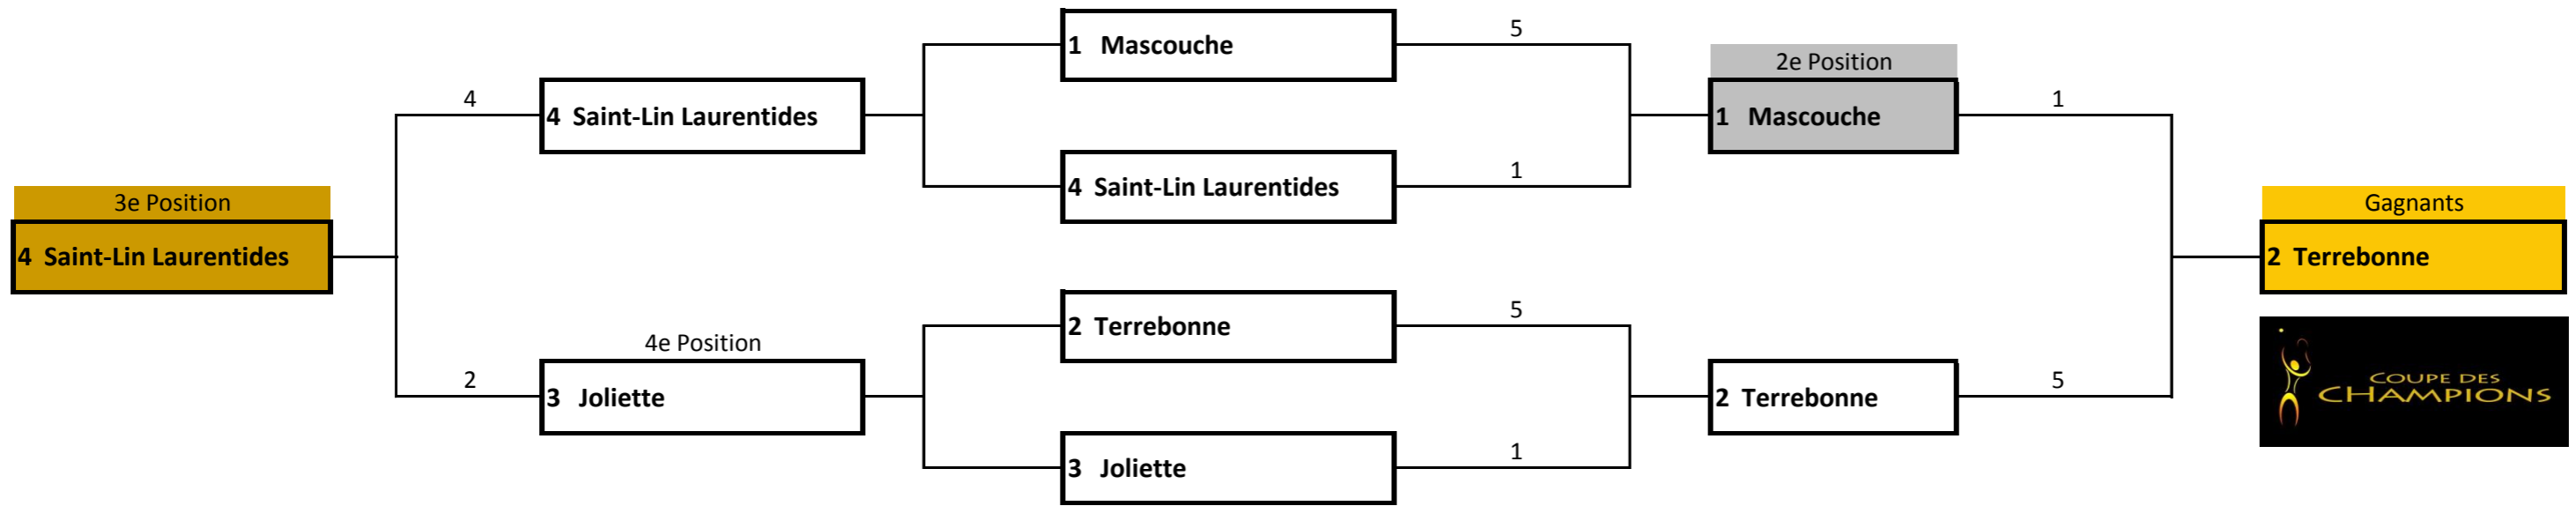 1 Mascouche
5
2e Position
4
4 Saint-Lin Laurentides
1 Mascouche
1
4 Saint-Lin Laurentides
1
3e Position
4 Saint-Lin Laurentides
Gagnants
2 Terrebonne
2 Terrebonne
5
4e Position
2
3 Joliette
2 Terrebonne
5
COUPE DES
CHAMPIONS
3 Joliette
1